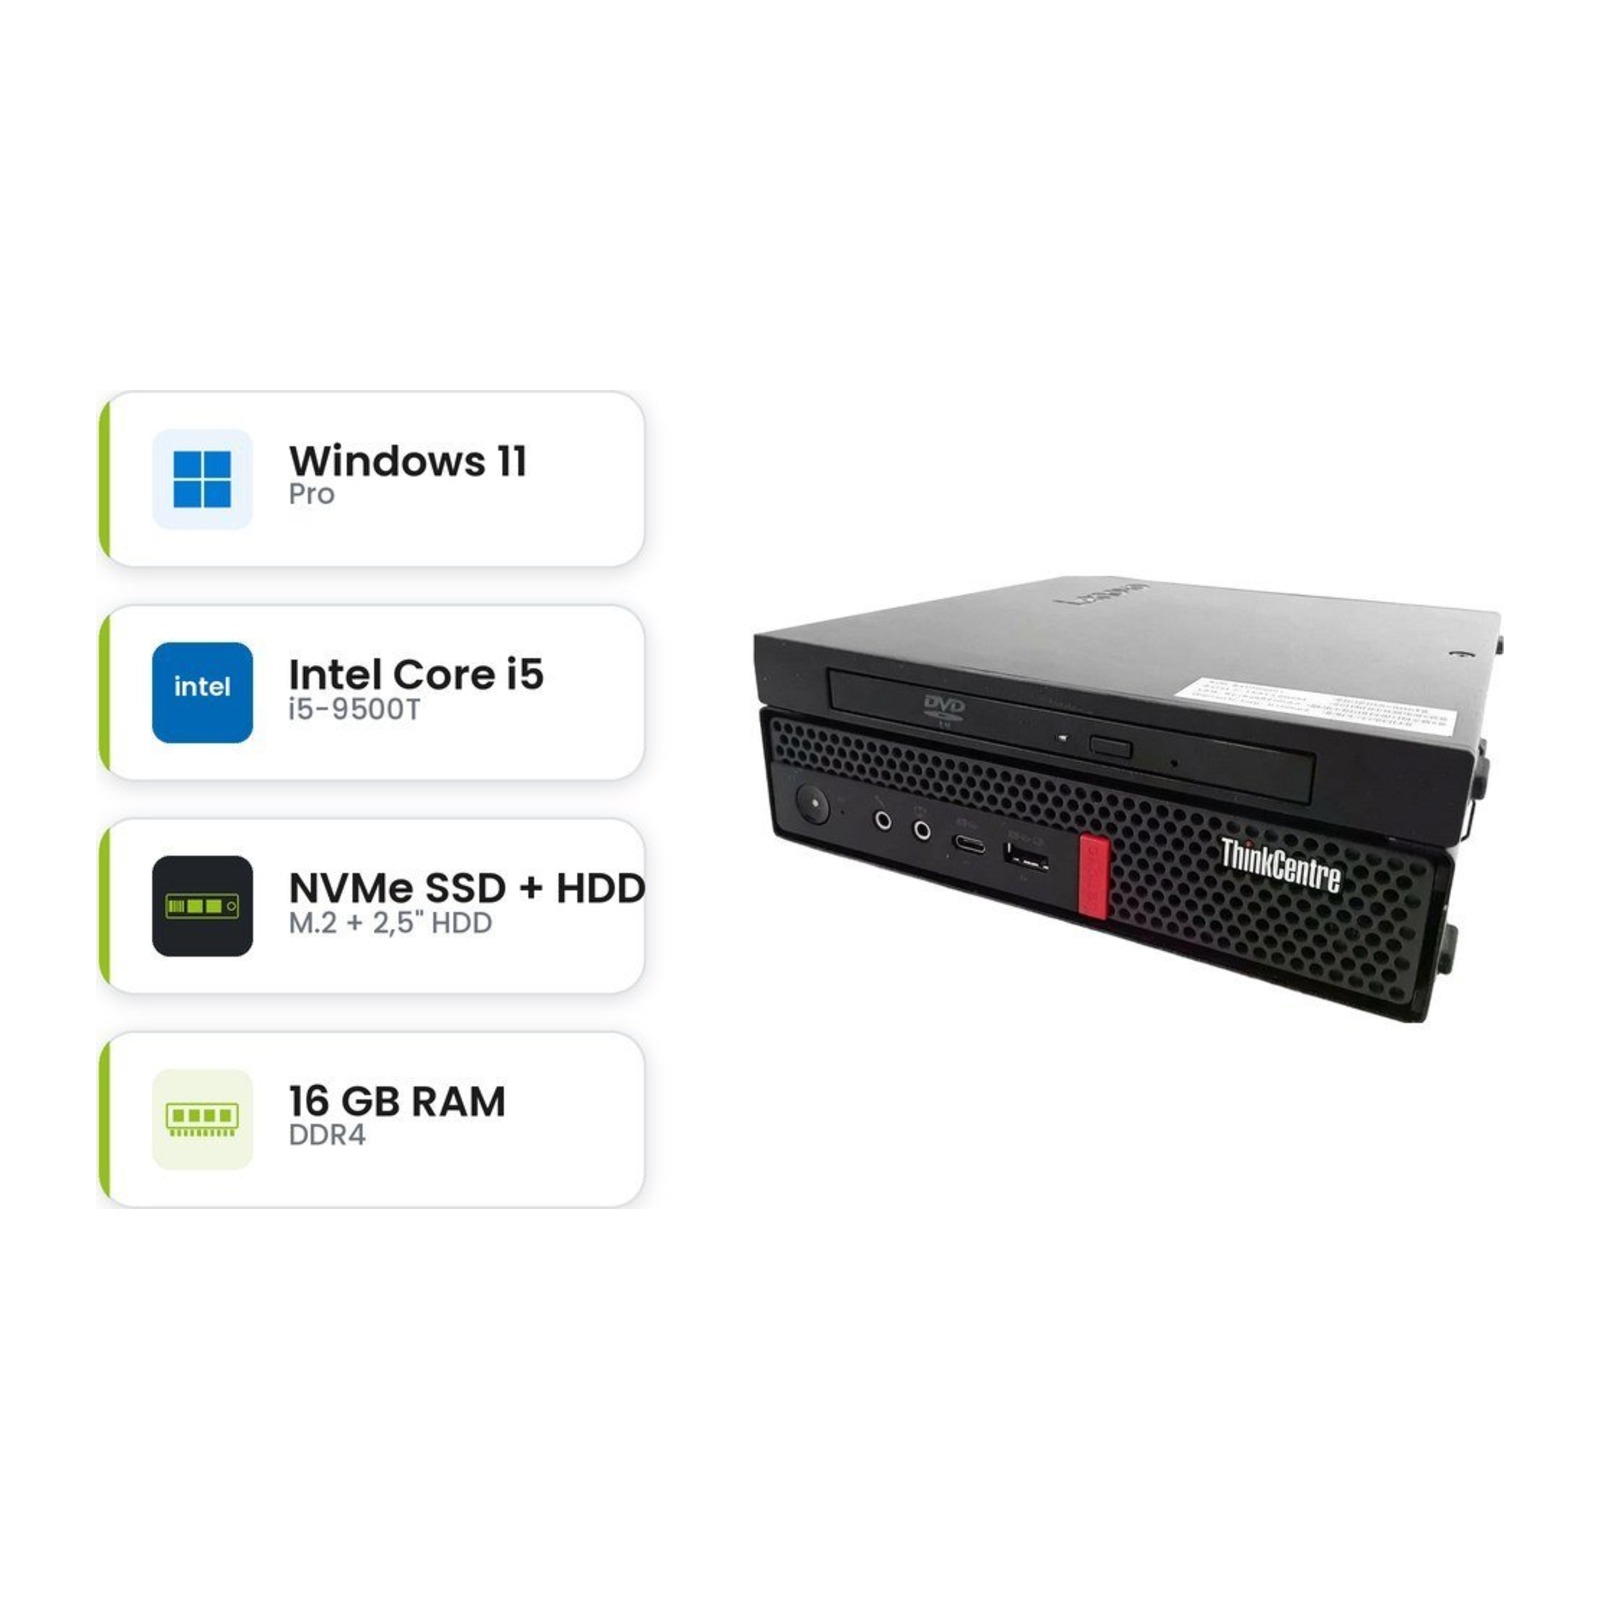 Windows 11
Pro
intel
Intel Core i5
i5-9500T
NVMe SSD + HDD
M.2 + 2,5" HDD
16 GB RAM
DDR4
Lenovo
DVD
ThinkCentre